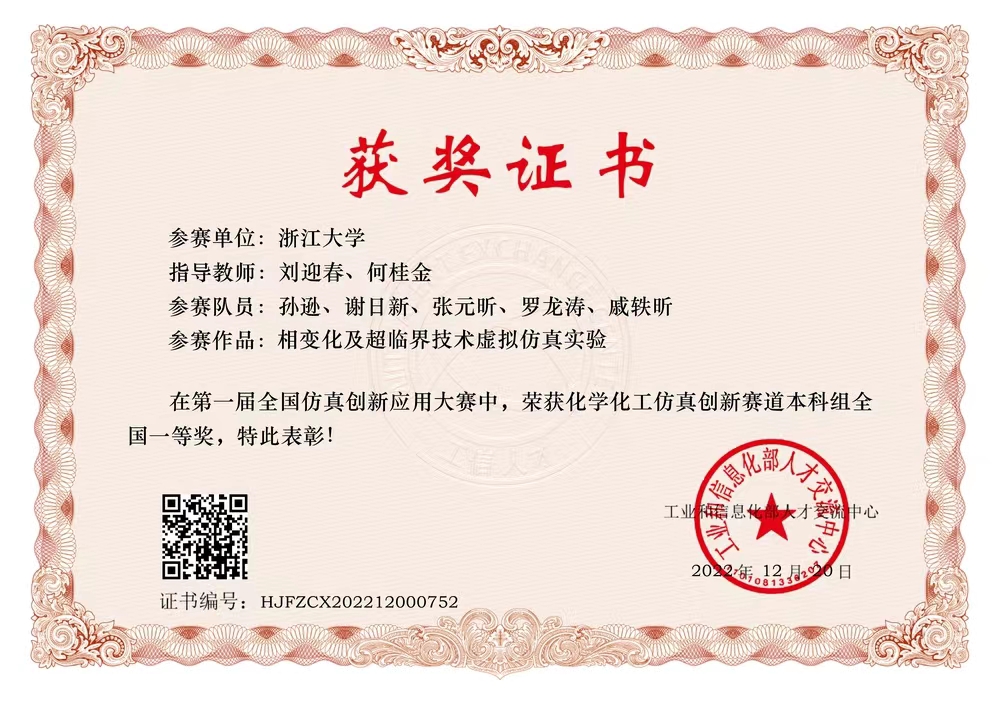 获奖证书
参赛单位：浙江大学
指导教师：刘迎春、何桂金
参赛队员：孙逊、谢日新、张元昕、罗龙涛、戚轶昕
参赛作品：相变化及超临界技术虚拟仿真实验
在第一届全国仿真创新应用大赛中，荣获化学化工仿真创新赛道本科组全
国一等奖，特此表彰！
工业和信息化部人才交流中心
工业和信息化部人才交流中心
2022年 12月 20日
证书编号：HJFZCX202212000752